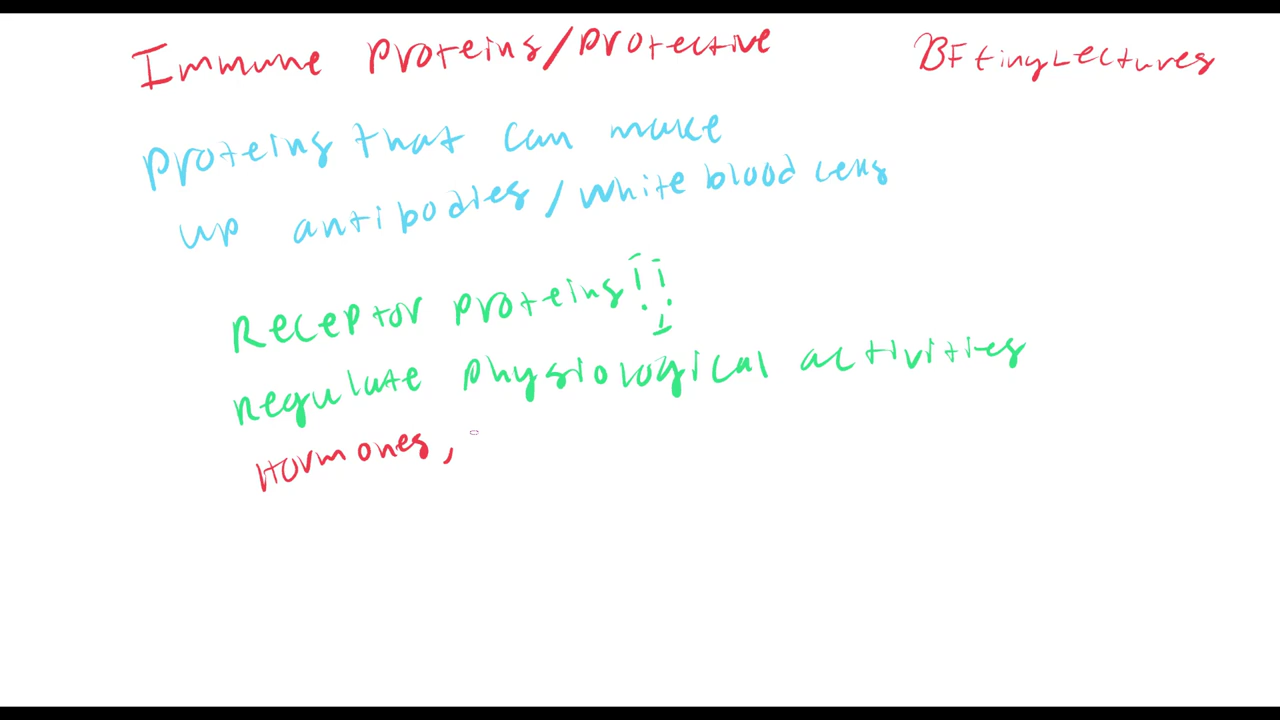 Immune Proteins/Protective
BFtinyLectures
Proteins that can make
up antibodies/white blood cells
Receptor Proteins!!
Regulate Physiological activities
Hormones,